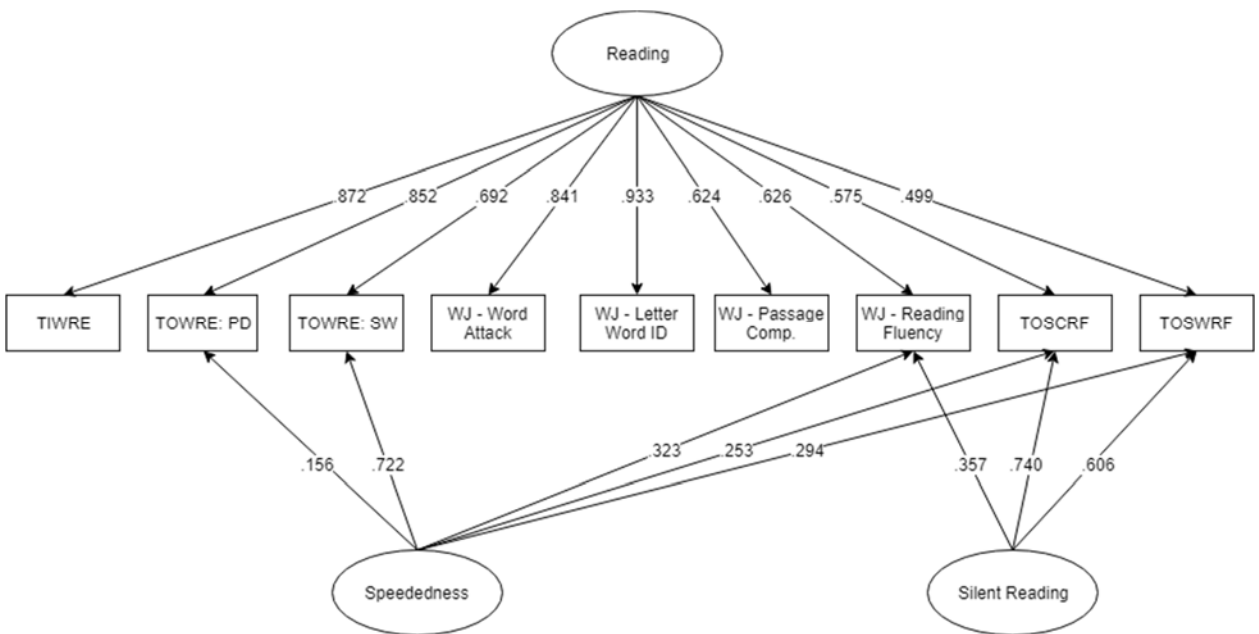 Reading
.872
.852
.692
.841
.933
.624
.626
.575
.499
TIWRE
TOWRE: PD
TOWRE: SW
WJ - Word
Attack
WJ - Letter
Word ID
WJ - Passage
Comp.
WJ - Reading
Fluency
TOSCRF
TOSWRF
.156
.722
.323
.253
.294
.357
.740
.606
Speededness
Silent Reading